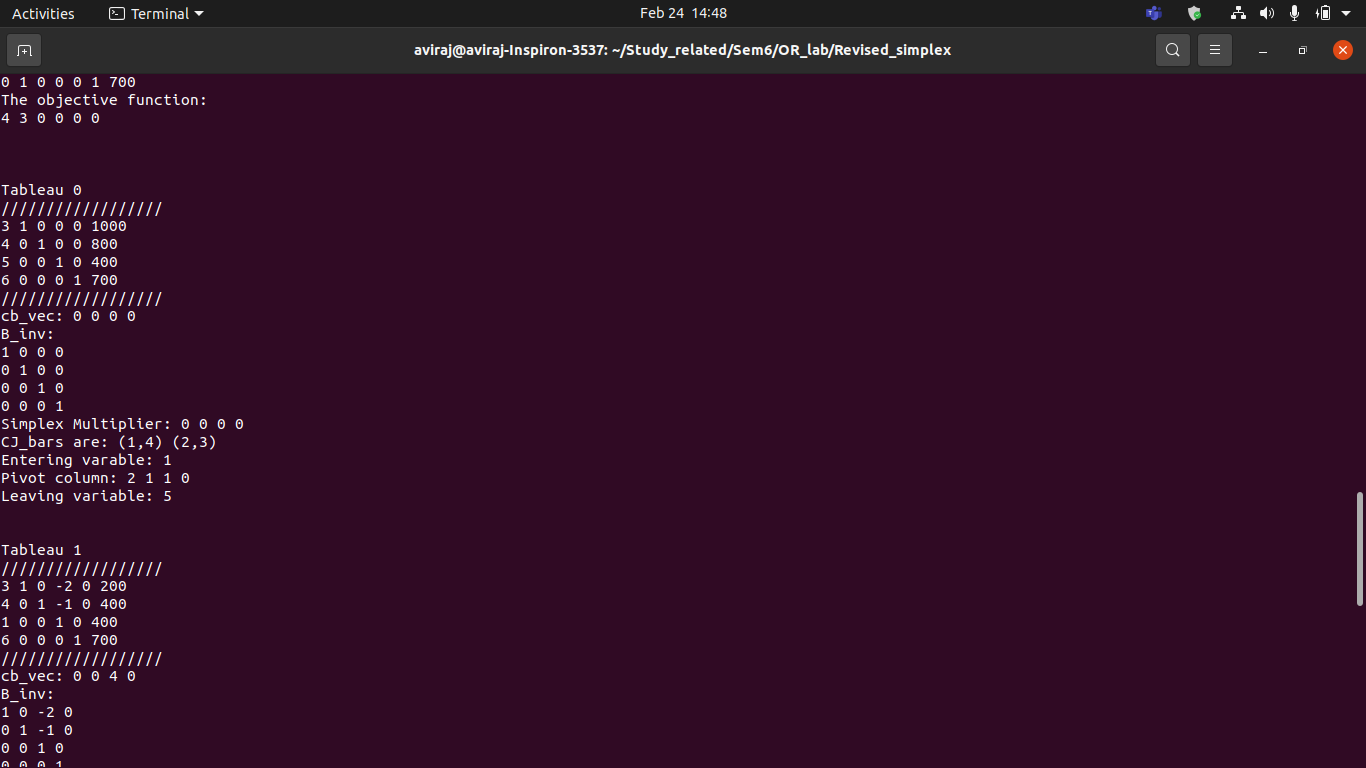 Activities Terminal Feb 24 14:48
aviraj@aviraj-Inspiron-3537: ~/Study_related/Sem6/OR_lab/Revised_simplex
0 1 0 0 0 1 700
The objective function:
4 3 0 0 0 0
Tableau 0
//////////////////
3 1 0 0 0 1000
4 0 1 0 0 800
5 0 0 1 0 400
6 0 0 0 1 700
//////////////////
cb_vec: 0 0 0 0
B_inv:
1 0 0 0
0 1 0 0
0 0 1 0
0 0 0 1
Simplex Multiplier: 0 0 0 0
CJ_bars are: (1,4) (2,3)
Entering varable: 1
Pivot column: 2 1 1 0
Leaving variable: 5
Tableau 1
//////////////////
3 1 0 -2 0 200
4 0 1 -1 0 400
1 0 0 1 0 400
6 0 0 0 1 700
//////////////////
cb_vec: 0 0 4 0
B_inv:
1 0 -2 0
0 1 -1 0
0 0 1 0
0 0 0 1